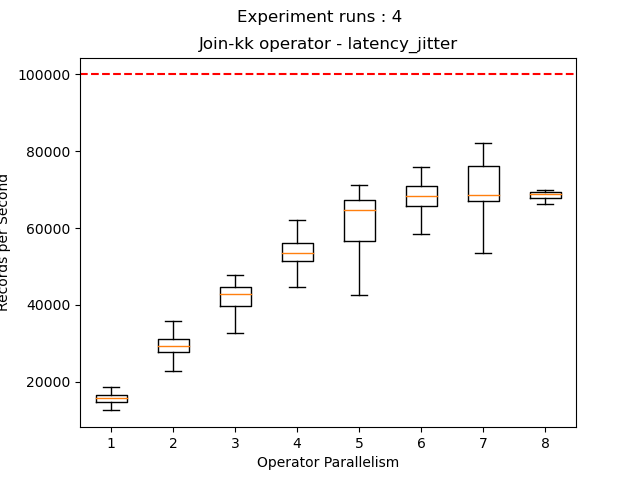 Experiment runs : 4
Join-kk operator - latency_jitter
100000
80000
60000
40000
20000
Records per Second
1 2 3 4 5 6 7 8
Operator Parallelism